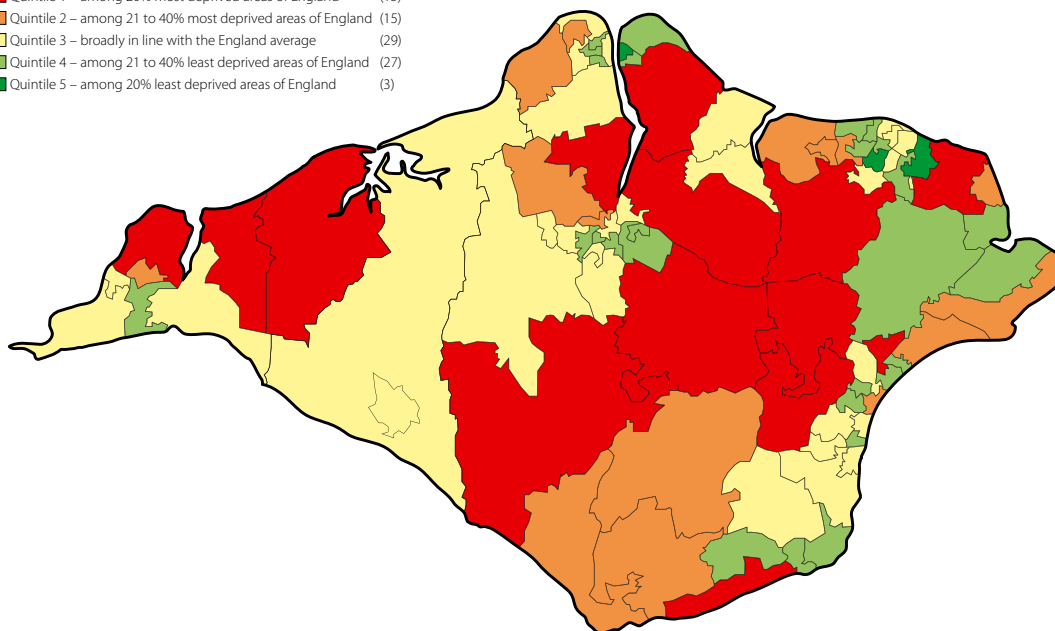 Quintile 2 – among 21 to 40% most deprived areas of England (15)
Quintile 3 – broadly in line with the England average (29)
Quintile 4 – among 21 to 40% least deprived areas of England (27)
Quintile 5 – among 20% least deprived areas of England (3)